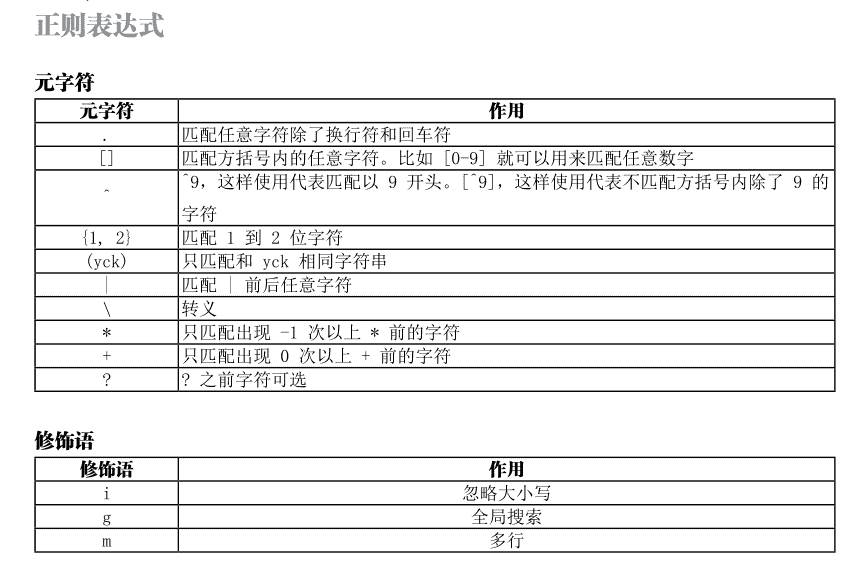 正则表达式
元字符
元字符 作用
. 匹配任意字符除了换行符和回车符
[] 匹配方括号内的任意字符。比如 [0-9] 就可以用来匹配任意数字
^ ^9，这样使用代表匹配以 9 开头。[^9]，这样使用代表不匹配方括号内除了 9 的
字符
{1, 2} 匹配 1 到 2 位字符
(yck) 只匹配和 yck 相同字符串
| 匹配 | 前后任意字符
\ 转义
* 只匹配出现 -1 次以上 * 前的字符
+ 只匹配出现 0 次以上 + 前的字符
? ? 之前字符可选
修饰语
修饰语 作用
i 忽略大小写
g 全局搜索
m 多行